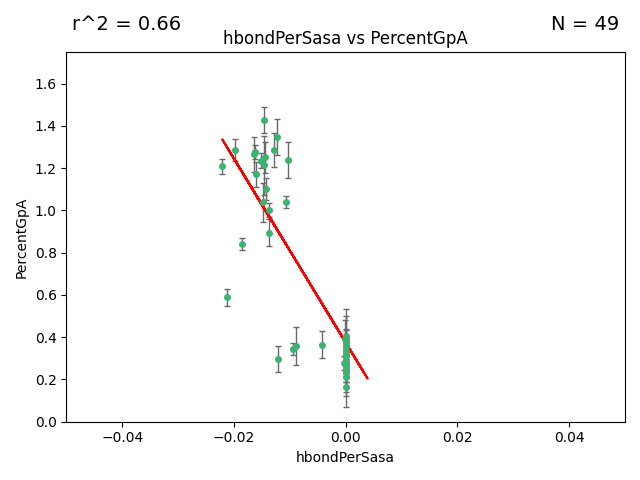 r^2 = 0.66
N = 49
hbondPerSasa vs PercentGpA
PercentGpA
1.6
1.4
1.2
1.0
0.8
0.6
0.4
0.2
0.0
−0.04
−0.02
0.00
0.02
0.04
hbondPerSasa